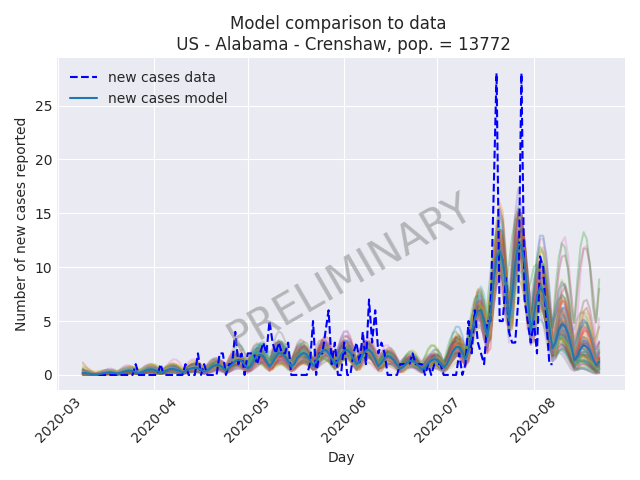 Model comparison to data
US - Alabama - Crenshaw, pop. = 13772
new cases data
new cases model
PRELIMINARY
Number of new cases reported
25
20
15
10
5
0
2020-03
2020-04
2020-05
2020-06
2020-07
2020-08
Day